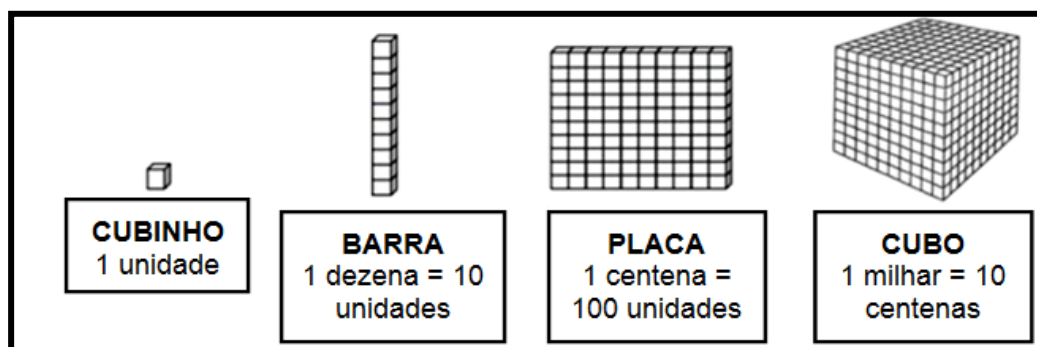 CUBINHO
1 unidade
BARRA
1 dezena = 10
unidades
PLACA
1 centena =
100 unidades
CUBO
1 milhar = 10
centenas